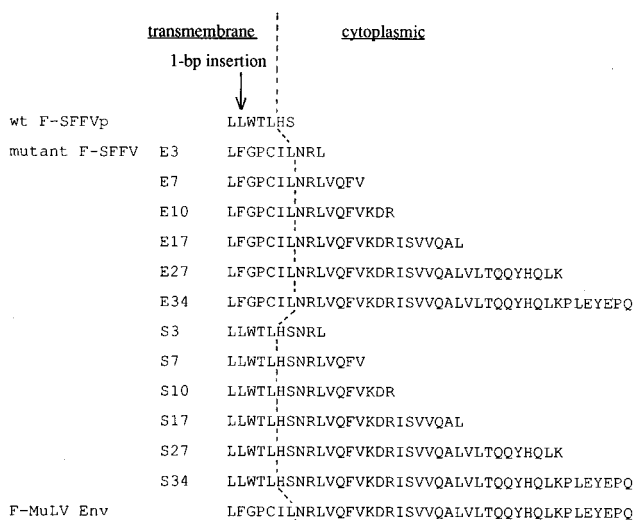 transmembrane cytoplasmic
1-bp insertion
wt F-SFFVp LLWTLHS
mutant F-SFFV E3 LFGPCILNRL
E7 LFGPCILNRLVQFV
E10 LFGPCILNRLVQFVKDR
E17 LFGPCILNRLVQFVKDRISVVQAL
E27 LFGPCILNRLVQFVKDRISVVQALVLTQQYHQLK
E34 LFGPCILNRLVQFVKDRISVVQALVLTQQYHQLKPLEYEPQ
S3 LLWTLHSNRL
S7 LLWTLHSNRLVQFV
S10 LLWTLHSNRLVQFVKDR
S17 LLWTLHSNRLVQFVKDRISVVQAL
S27 LLWTLHSNRLVQFVKDRISVVQALVLTQQYHQLK
S34 LLWTLHSNRLVQFVKDRISVVQALVLTQQYHQLKPLEYEPQ
F-MuLV Env LFGPCILNRLVQFVKDRISVVQALVLTQQYHQLKPLEYEPQ